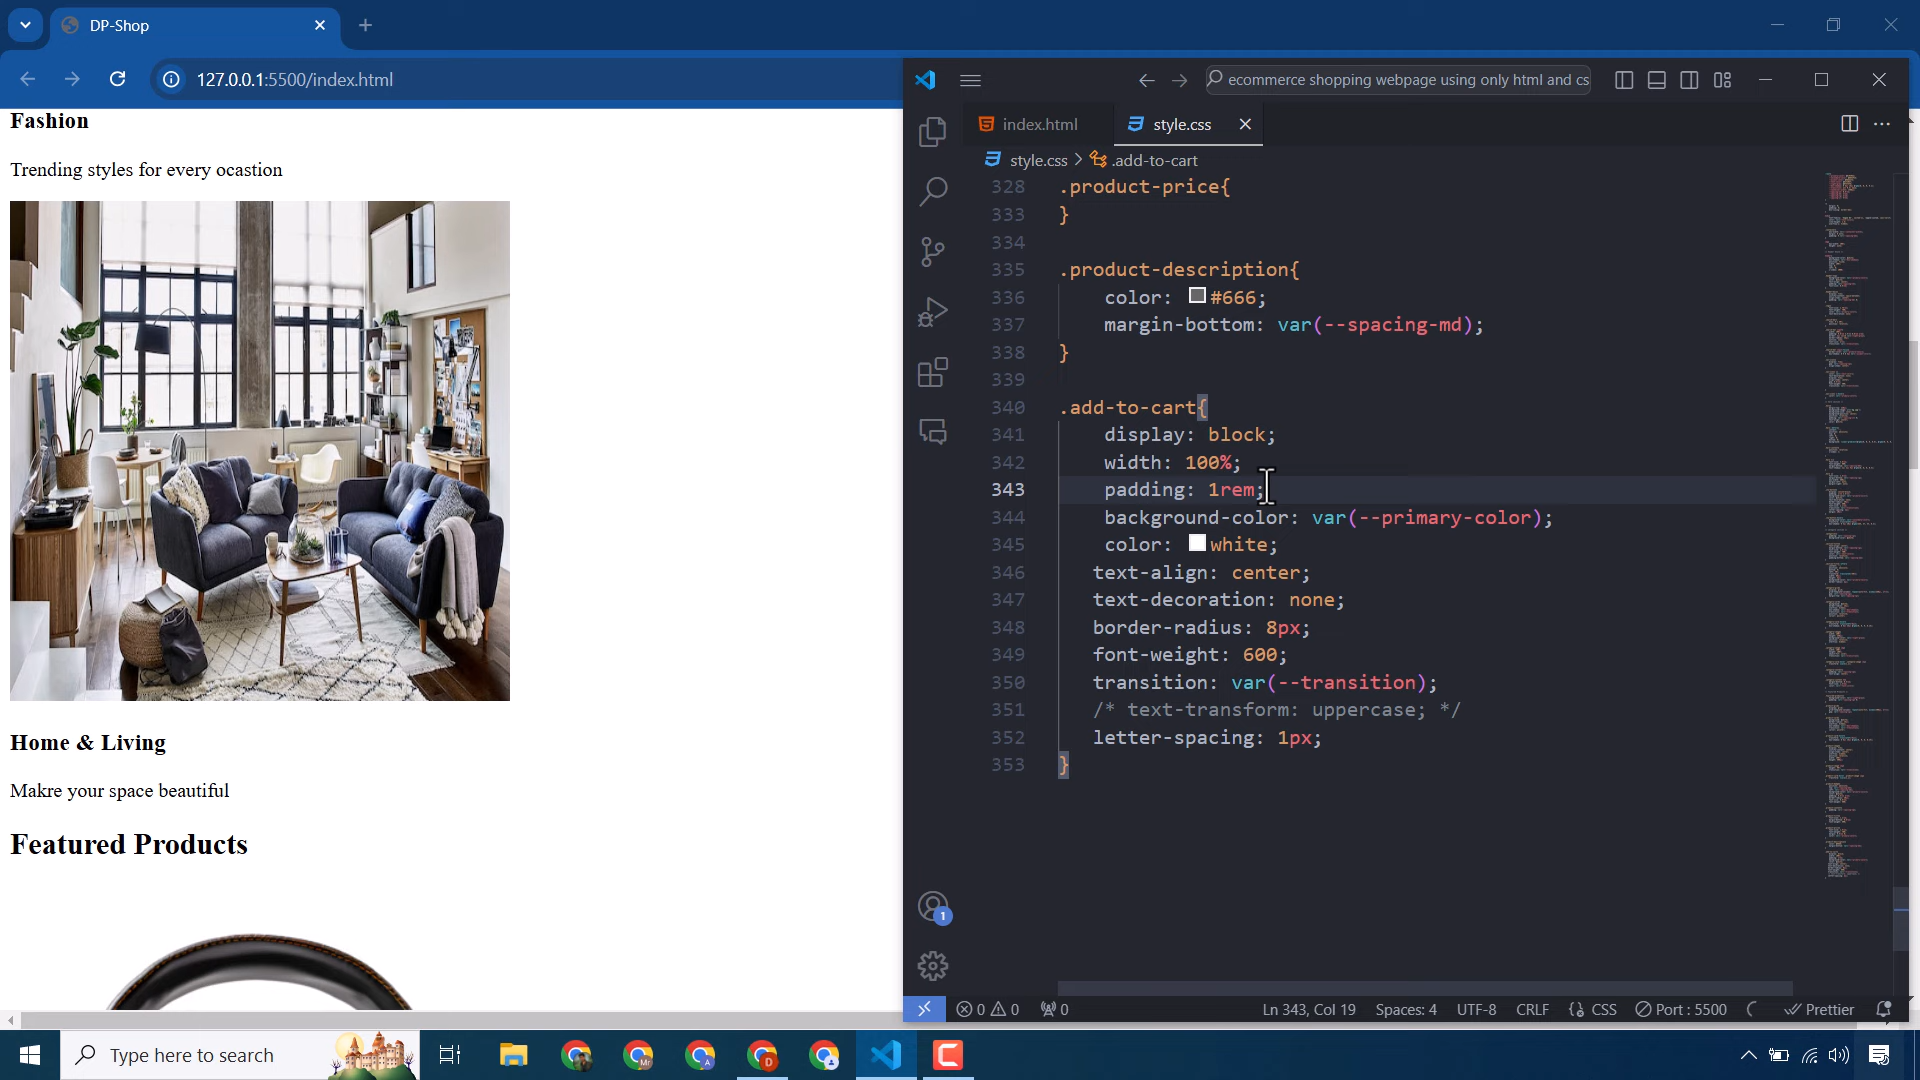 DP-Shop
127.0.0.1:5500/index.html
Fashion
Trending styles for every ocastion
Home & Living
Makre your space beautiful
Featured Products
ecommerce shopping webpage using only html and cs
index.html
style.css
style.css > .add-to-cart
328 .product-price{
333 }
334
335 .product-description{
336 color: #666;
337 margin-bottom: var(--spacing-md);
338 }
339
340 .add-to-cart{
341 display: block;
342 width: 100%;
343 padding: 1rem;
344 background-color: var(--primary-color);
345 color: white;
346 text-align: center;
347 text-decoration: none;
348 border-radius: 8px;
349 font-weight: 600;
350 transition: var(--transition);
351 /* text-transform: uppercase; */
352 letter-spacing: 1px;
353 }
1
0 0 0 Ln 343, Col 19 Spaces: 4 UTF-8 CRLF {} CSS Port : 5500 Prettier
Type here to search
Mr
A
D